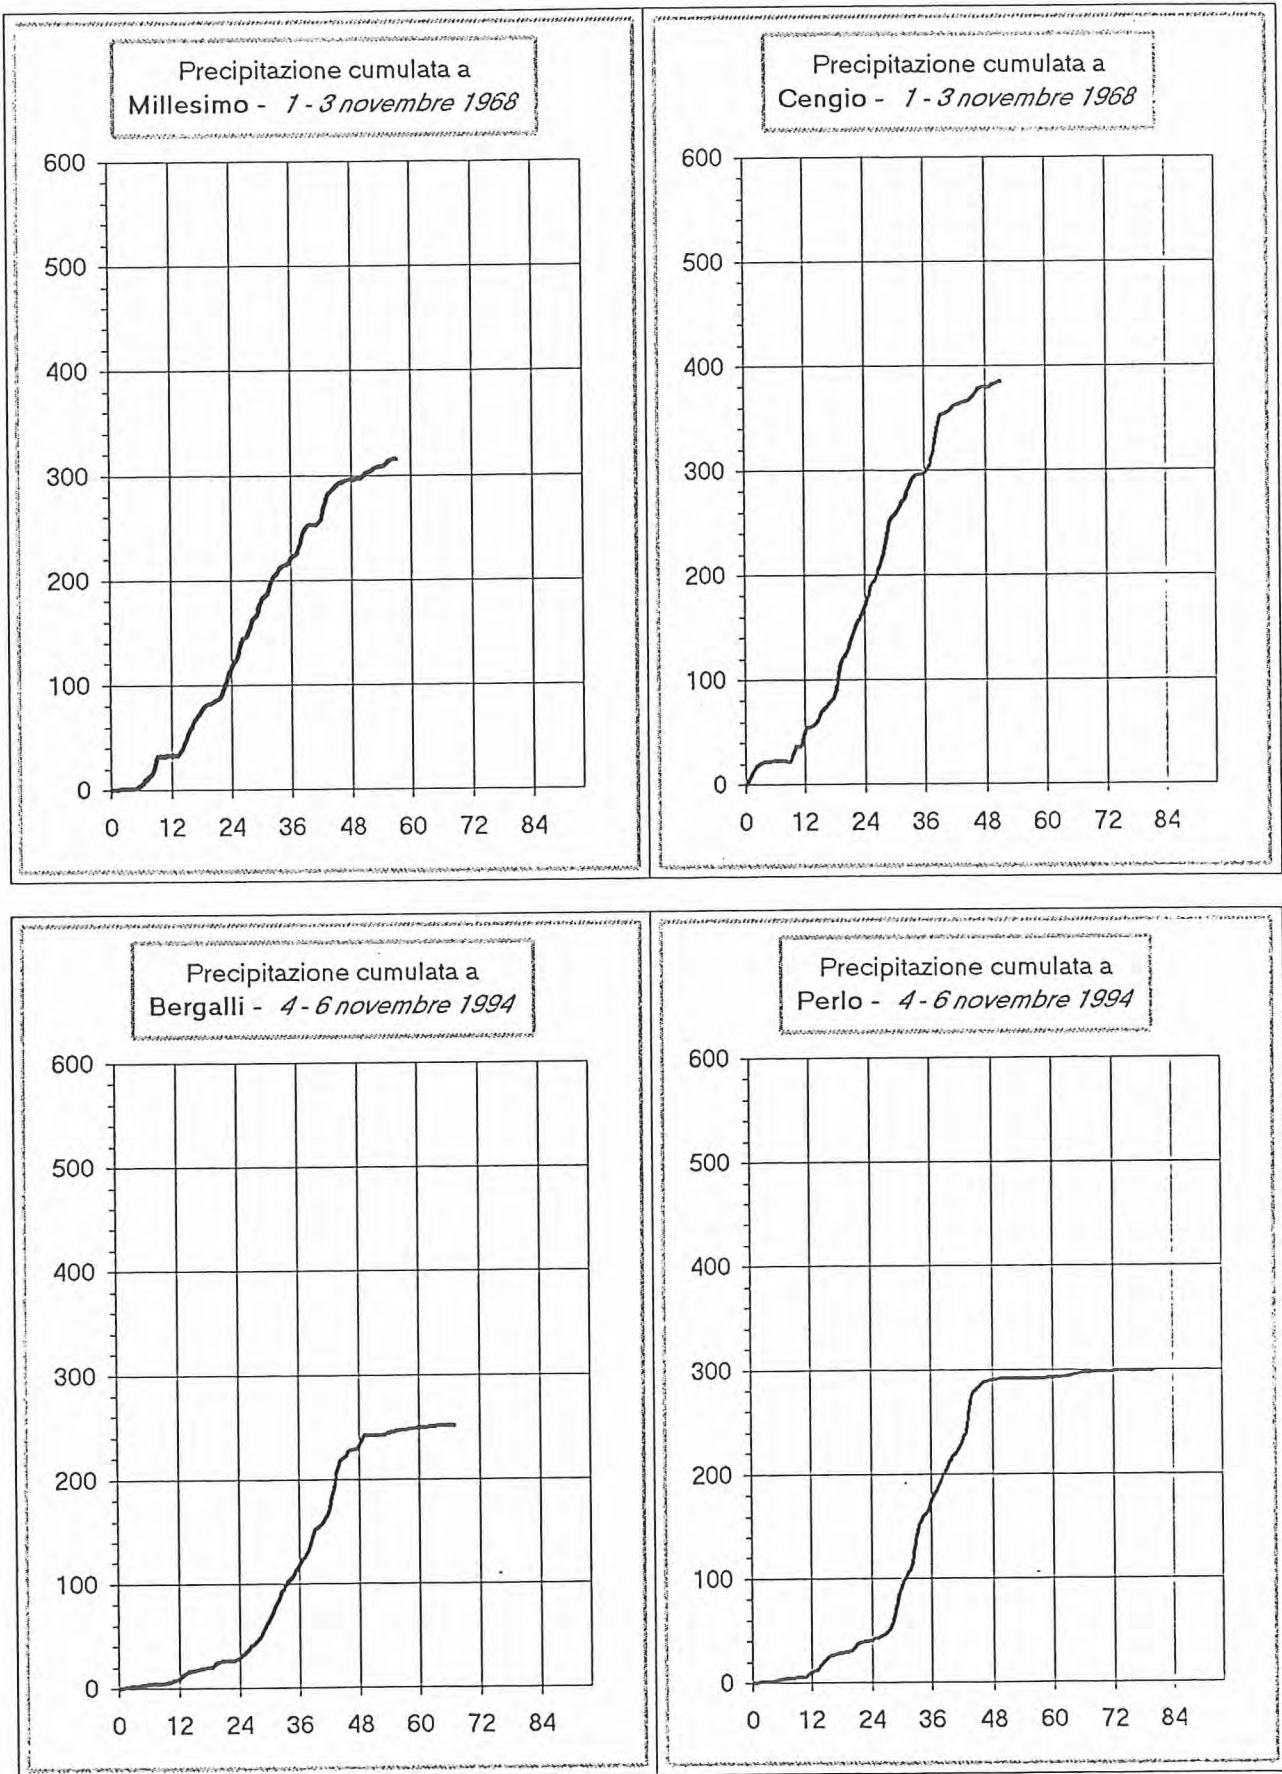 Precipitazione cumulata a
Millesimo - 1 - 3 novembre 1968
600
500
400
300
200
100
0
0 12 24 36 48 60 72 84
Precipitazione cumulata a
Cengio - 1 - 3 novembre 1968
600
500
400
300
200
100
0
0 12 24 36 48 60 72 84
Precipitazione cumulata a
Bergalli - 4 - 6 novembre 1994
600
500
400
300
200
100
0
0 12 24 36 48 60 72 84
Precipitazione cumulata a
Perlo - 4 - 6 novembre 1994
600
500
400
300
200
100
0
0 12 24 36 48 60 72 84